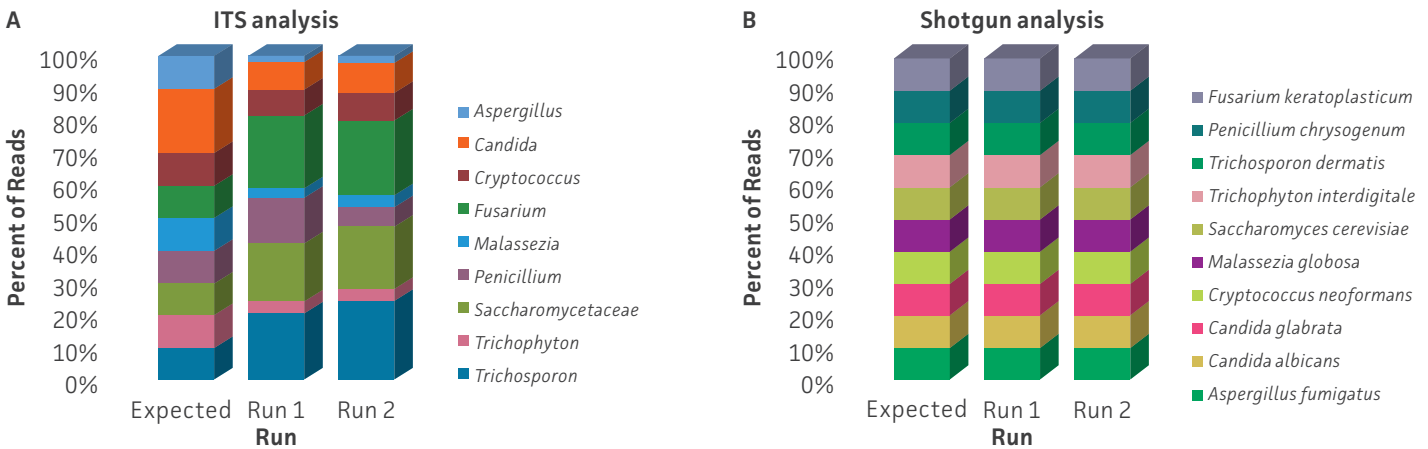 A
ITS analysis
Percent of Reads
100%
90%
80%
70%
60%
50%
40%
30%
20%
10%
0%
Expected
Run 1
Run 2
Run
Aspergillus
Candida
Cryptococcus
Fusarium
Malassezia
Penicillium
Saccharomycetaceae
Trichophyton
Trichosporon
B
Shotgun analysis
Percent of Reads
100%
90%
80%
70%
60%
50%
40%
30%
20%
10%
0%
Expected
Run 1
Run 2
Run
Fusarium keratoplasticum
Penicillium chrysogenum
Trichosporon dermatis
Trichophyton interdigitale
Saccharomyces cerevisiae
Malassezia globosa
Cryptococcus neoformans
Candida glabrata
Candida albicans
Aspergillus fumigatus